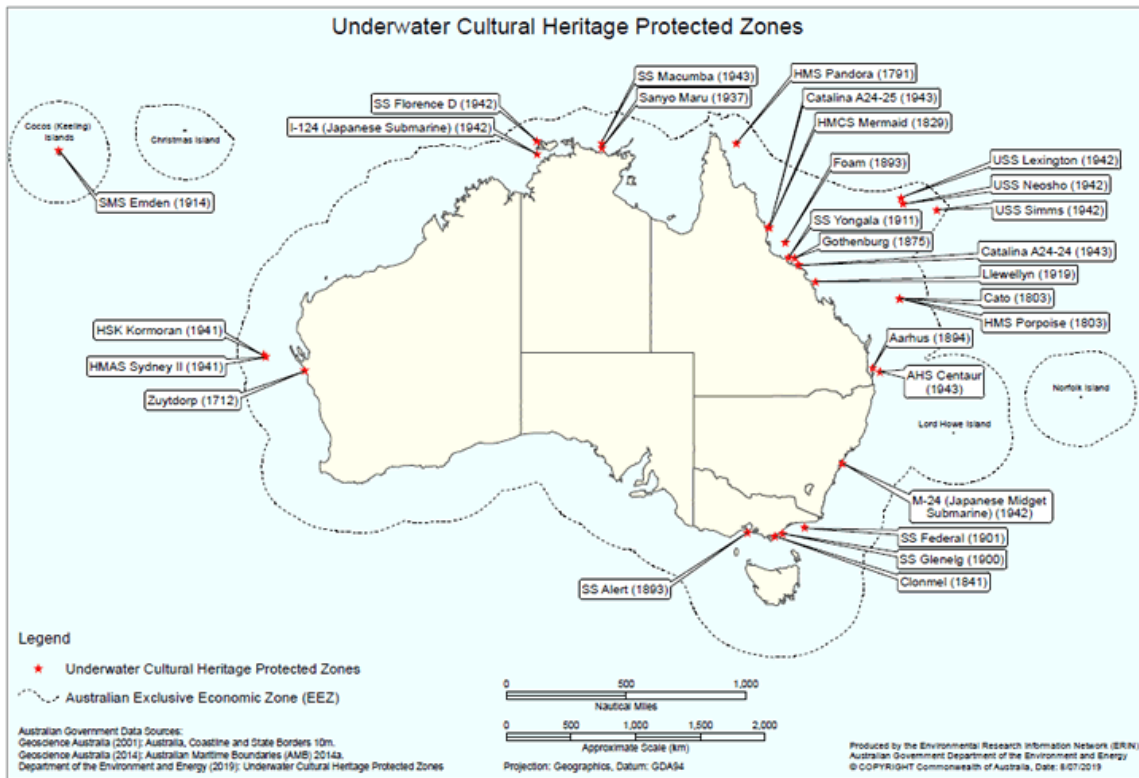 Underwater Cultural Heritage Protected Zones
SS Macumba (1943)
HMS Pandora (1791)
SS Florence D (1942)
Sanyo Maru (1937)
Catalina A24-25 (1943)
I-124 (Japanese Submarine) (1942)
HMCS Mermaid (1829)
Cocos (Keeling)
Islands
Christmas Island
Foam (1893)
USS Lexington (1942)
USS Neosho (1942)
SMS Emden (1914)
USS Simms (1942)
SS Yongala (1911)
Gothenburg (1875)
Catalina A24-24 (1943)
Llewellyn (1919)
Cato (1803)
HMS Porpoise (1803)
HSK Kormoran (1941)
Aarhus (1894)
HMAS Sydney II (1941)
AHS Centaur
(1943)
Norfolk Island
Zuytdorp (1712)
Lord Howe Island
M-24 (Japanese Midget
Submarine) (1942)
SS Federal (1901)
SS Glenelg (1900)
Clonmel (1841)
SS Alert (1893)
Legend
Underwater Cultural Heritage Protected Zones
Australian Exclusive Economic Zone (EEZ)
0 500 1,000
Nautical Miles
0 500 1,000 1,500 2,000
Approximate Scale (km)
Australian Government Data Sources:
Geoscience Australia (2001): Australia, Coastline and State Borders 10m.
Geoscience Australia (2014): Australian Maritime Boundaries (AMB) 2014a.
Department of the Environment and Energy (2019): Underwater Cultural Heritage Protected Zones
Projection: Geographics, Datum: GDA94
Produced by the Environmental Research Information Network (ERIN)
Australian Government Department of the Environment and Energy
© COPYRIGHT Commonwealth of Australia, Date: 8/07/2019